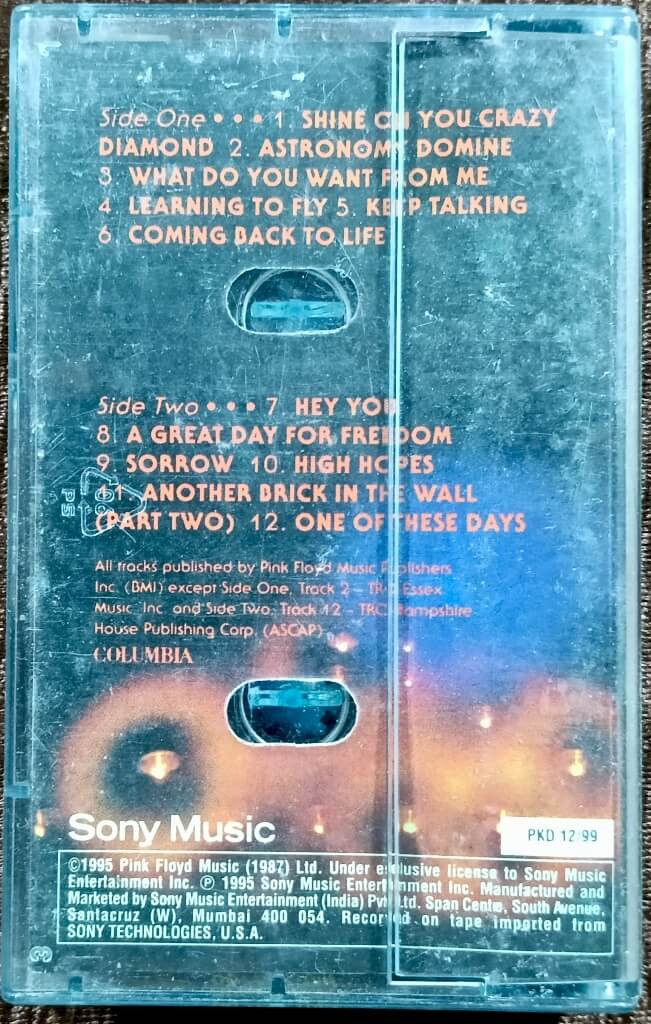 Side One • • • 1. SHINE ON YOU CRAZY
DIAMOND 2. ASTRONOMY DOMINE
3. WHAT DO YOU WANT FROM ME
4. LEARNING TO FLY 5. KEEP TALKING
6. COMING BACK TO LIFE
Side Two • • • 7. HEY YOU
8. A GREAT DAY FOR FREEDOM
9. SORROW 10. HIGH HOPES
11. ANOTHER BRICK IN THE WALL
(PART TWO) 12. ONE OF THESE DAYS
All tracks published by Pink Floyd Music Publishers
Inc. (BMI) except Side One, Track 2 – TRO Essex
Music, Inc. and Side Two, Track 12 – TRO Hampshire
House Publishing Corp. (ASCAP)
COLUMBIA
Sony Music
PKD 12/99
©1995 Pink Floyd Music (1987) Ltd. Under exclusive license to Sony Music
Entertainment Inc. ℗ 1995 Sony Music Entertainment Inc. Manufactured and
Marketed by Sony Music Entertainment (India) Pvt. Ltd. Span Centre, South Avenue,
Santacruz (W), Mumbai 400 054. Recorded on tape imported from
SONY TECHNOLOGIES, U.S.A.